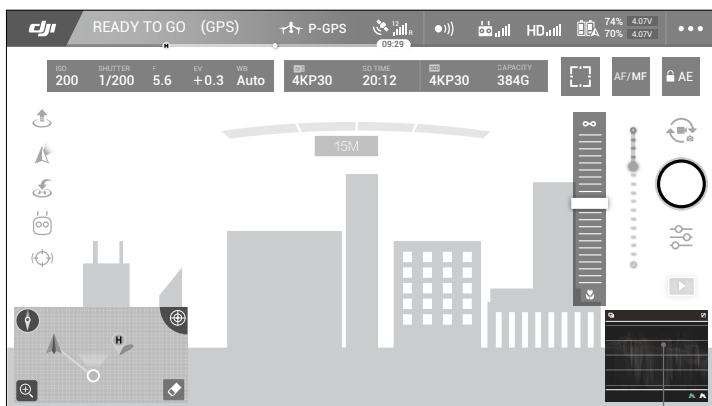 dji READY TO GO (GPS) P-GPS 12 R HD 74% 4.07V
A 70% 4.07V
H 09:29
ISO SHUTTER F EV WB SD TIME CAPACITY
200 1/200 5.6 +0.3 Auto 4KP30 20:12 4KP30 384G AF/MF AE
∞
15M
H